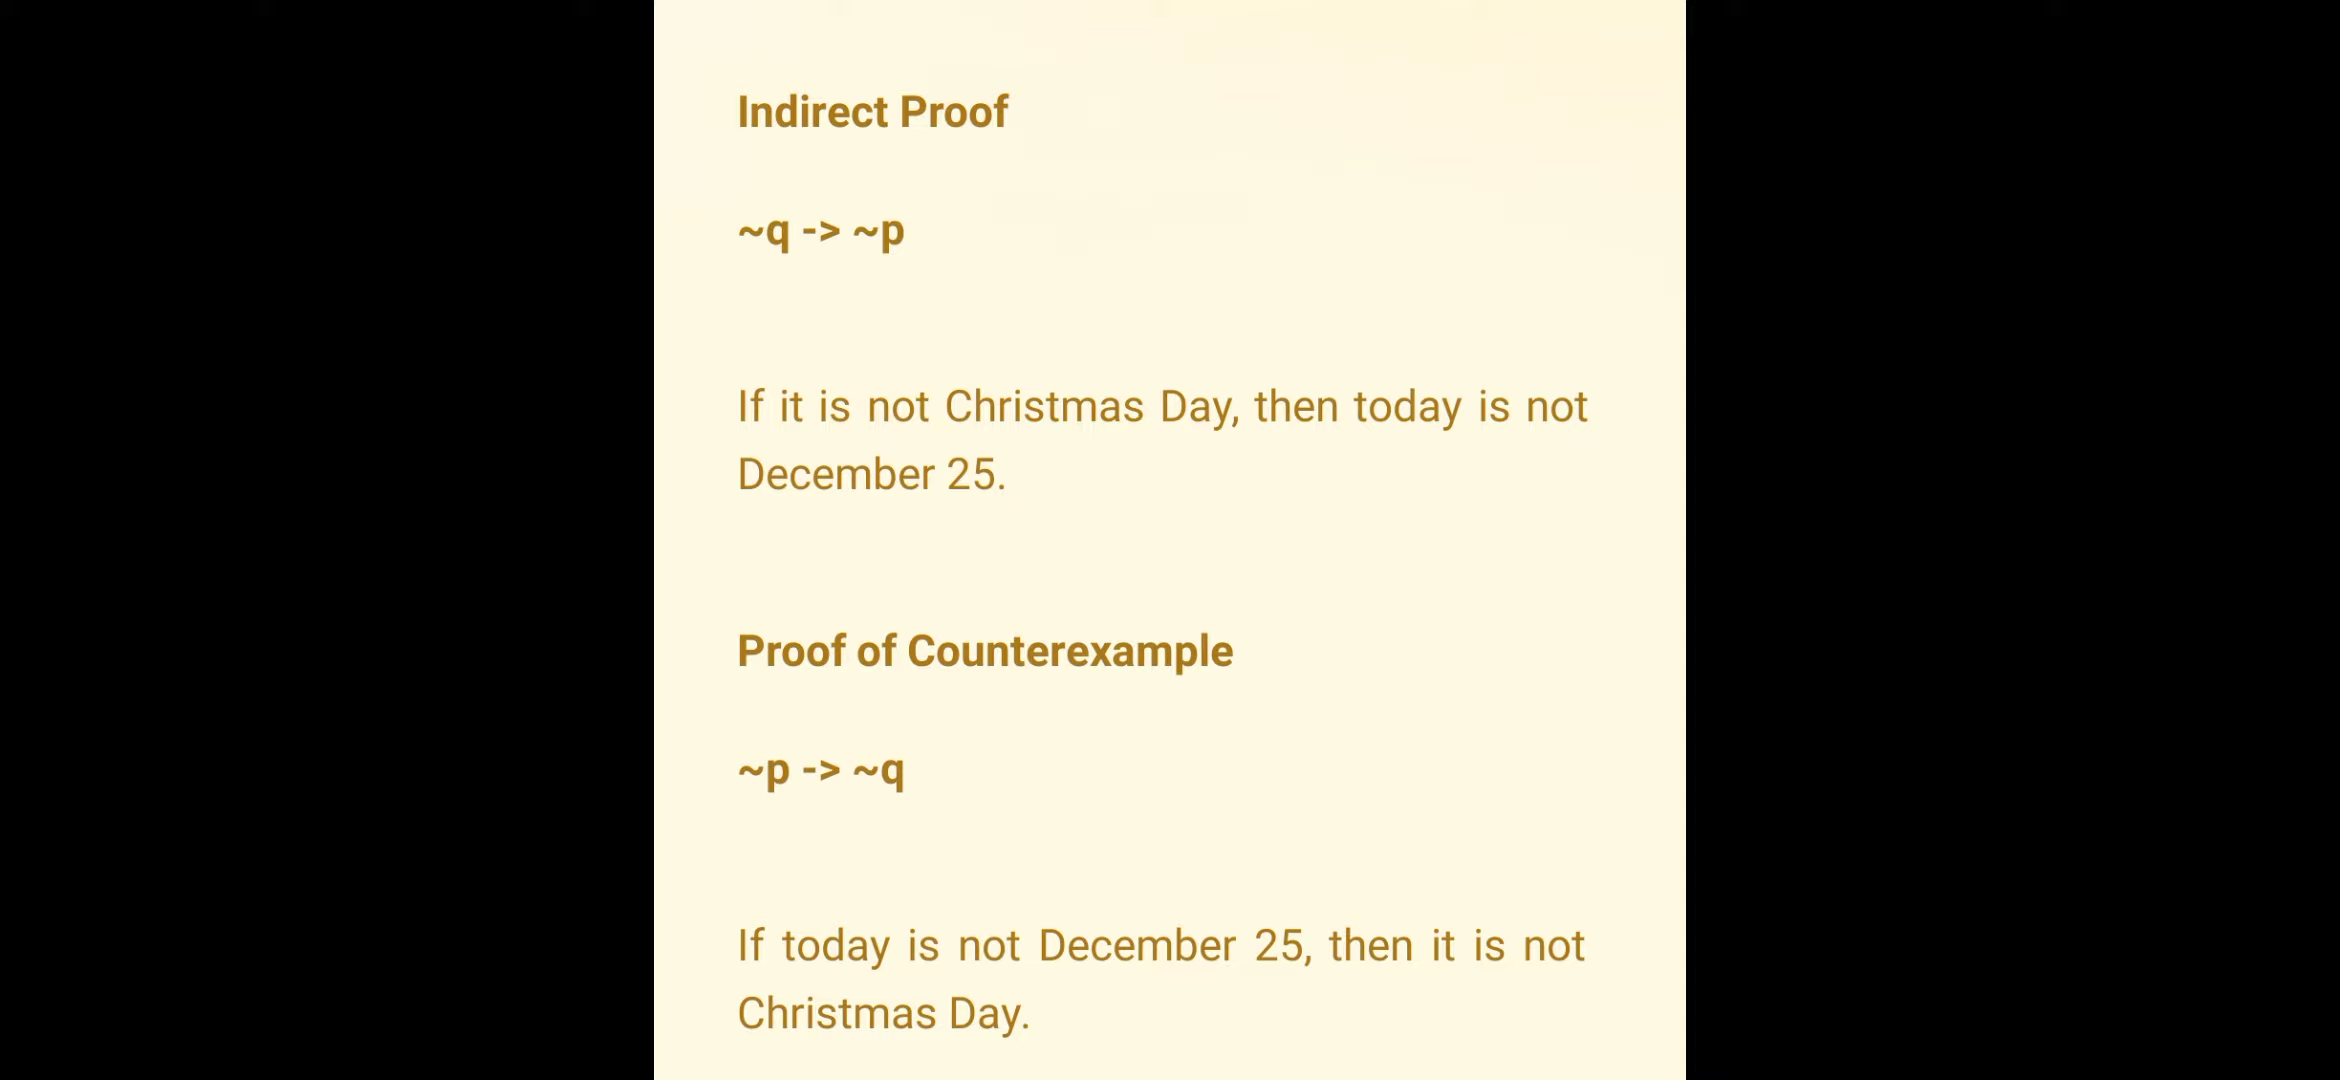 Indirect Proof
~q -> ~p
If it is not Christmas Day, then today is not
December 25.
Proof of Counterexample
~p -> ~q
If today is not December 25, then it is not
Christmas Day.